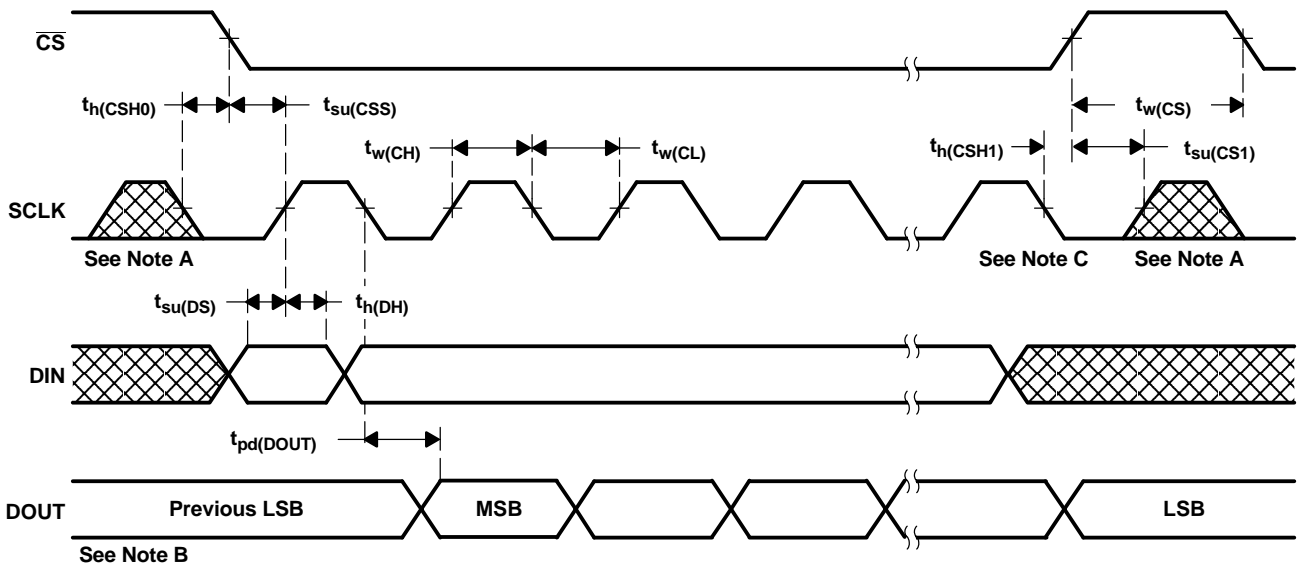 CS
th(CSH0)
tsu(CSS)
tw(CS)
tw(CH)
tw(CL)
th(CSH1)
tsu(CS1)
SCLK
See Note A
See Note C
See Note A
tsu(DS)
th(DH)
DIN
tpd(DOUT)
DOUT
Previous LSB
MSB
LSB
See Note B